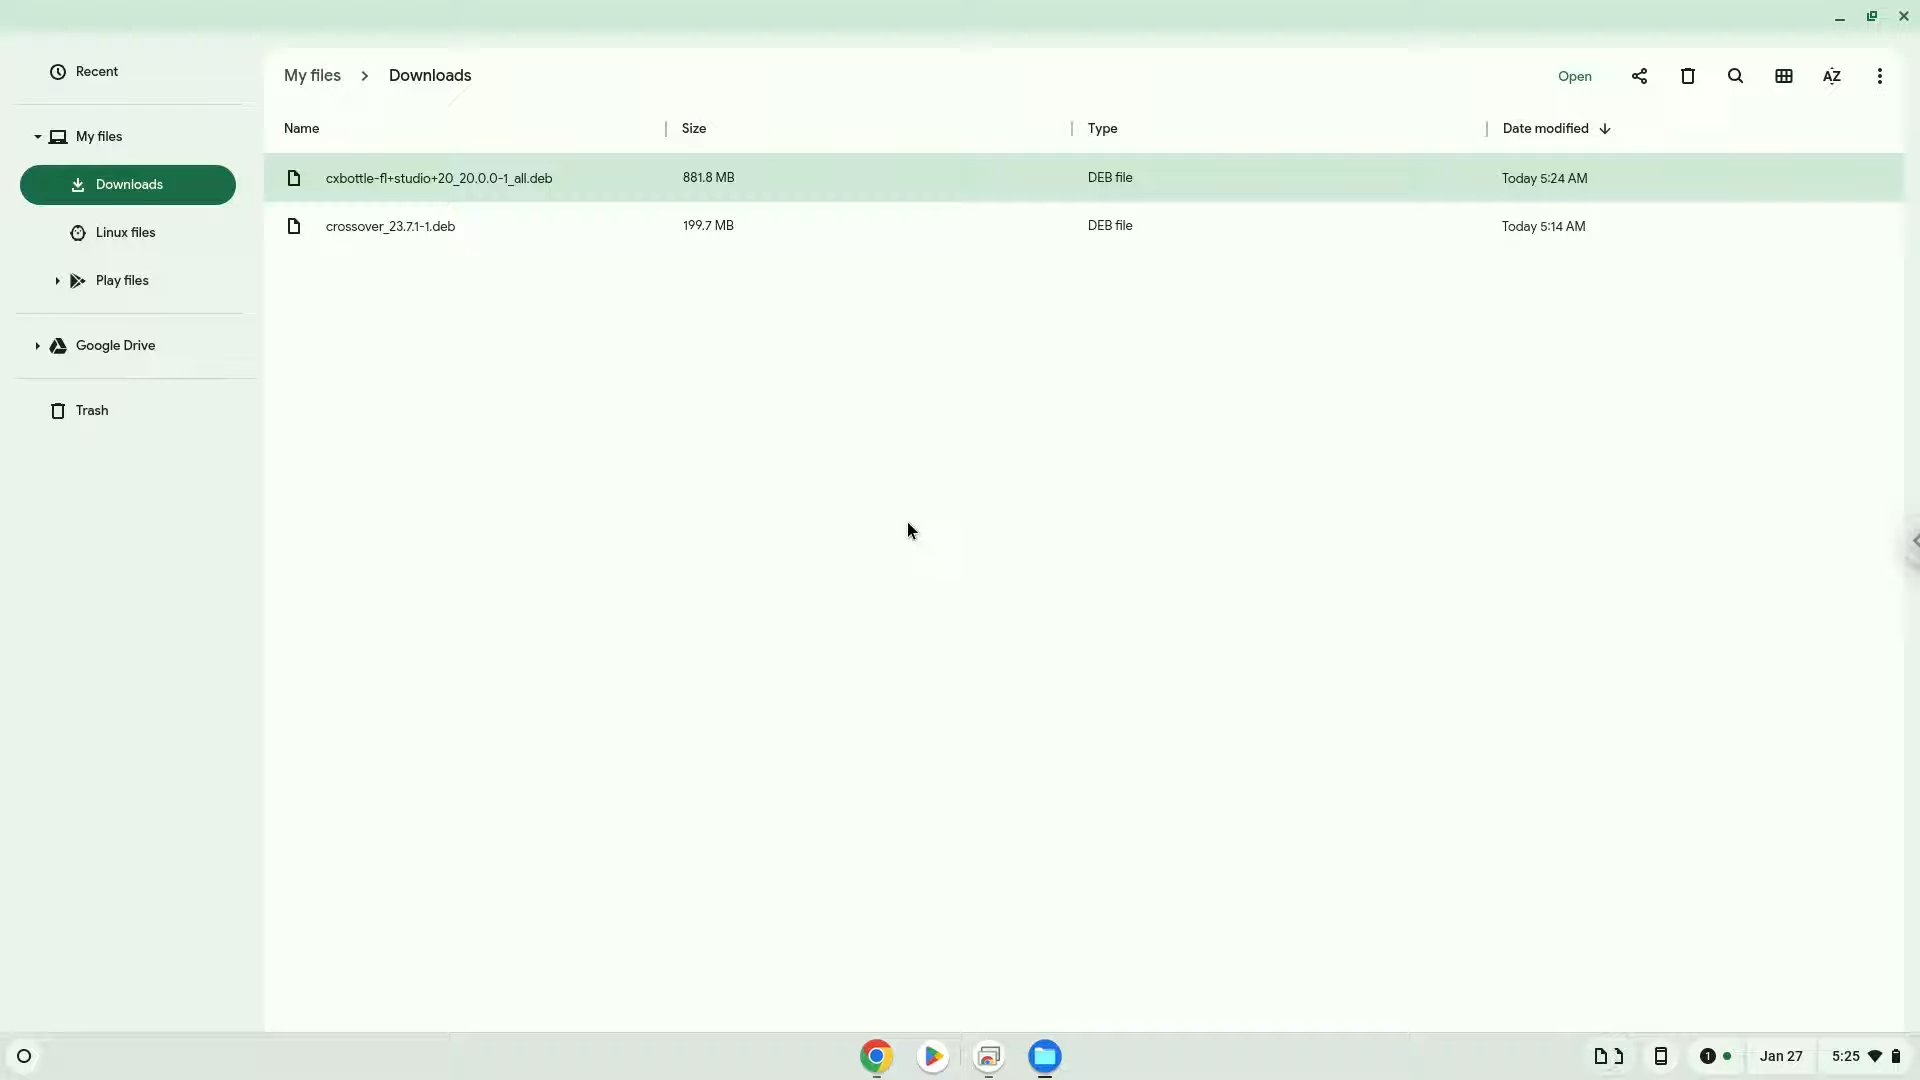 Recent
My files
Downloads
Linux files
Play files
Google Drive
Trash
My files > Downloads
Open
AZ
Name Size Type Date modified
cxbottle-fl+studio+20_20.0.0-1_all.deb 881.8 MB DEB file Today 5:24 AM
crossover_23.7.1-1.deb 199.7 MB DEB file Today 5:14 AM
1 Jan 27 5:25